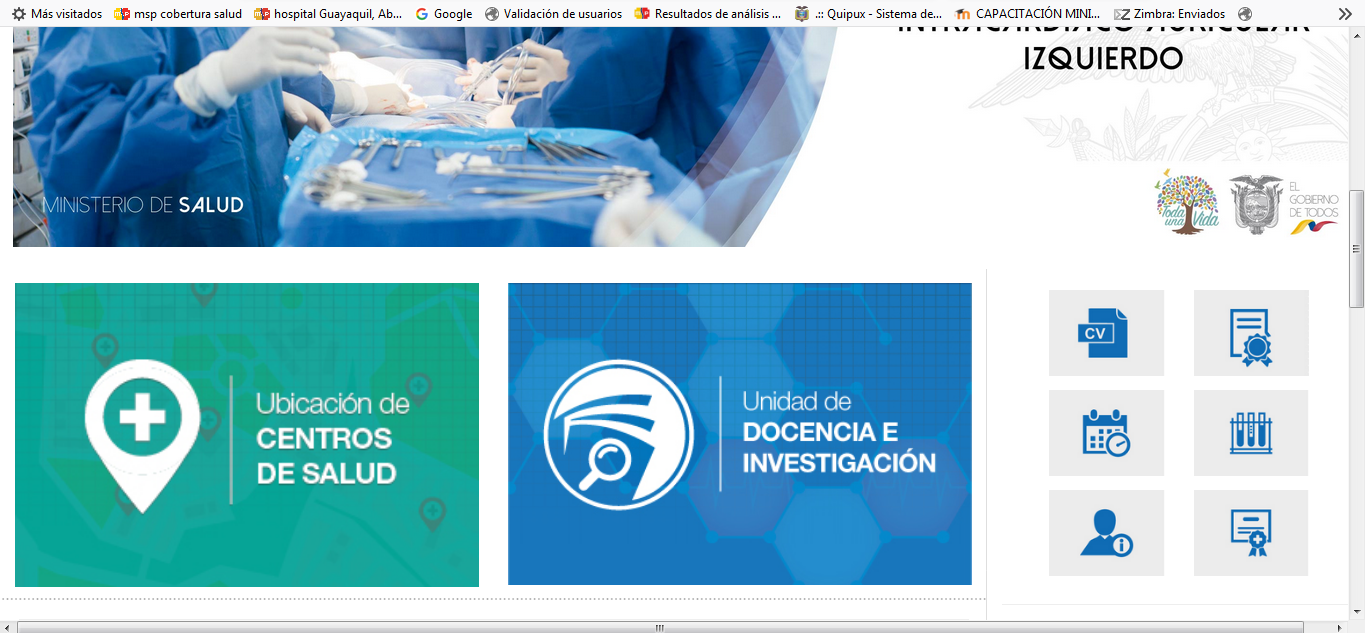 Más visitados
msp cobertura salud
hospital Guayaquil, Ab...
Google
Validación de usuarios
Resultados de análisis ...
.:: Quipux - Sistema de...
CAPACITACIÓN MINI...
Zimbra: Enviados
INTRACARDIACO AURICULAR
IZQUIERDO
MINISTERIO DE SALUD
Toda
una Vida
EL
GOBIERNO
DE TODOS
Ubicación de
CENTROS
DE SALUD
Unidad de
DOCENCIA E
INVESTIGACIÓN
CV